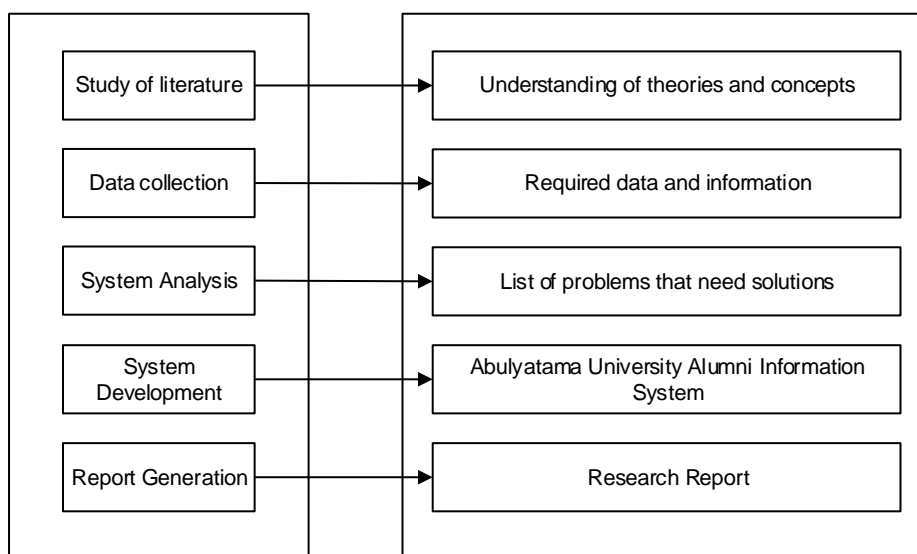 Study of literature
Understanding of theories and concepts
Data collection
Required data and information
System Analysis
List of problems that need solutions
System
Development
Abulyatama University Alumni Information
System
Report Generation
Research Report